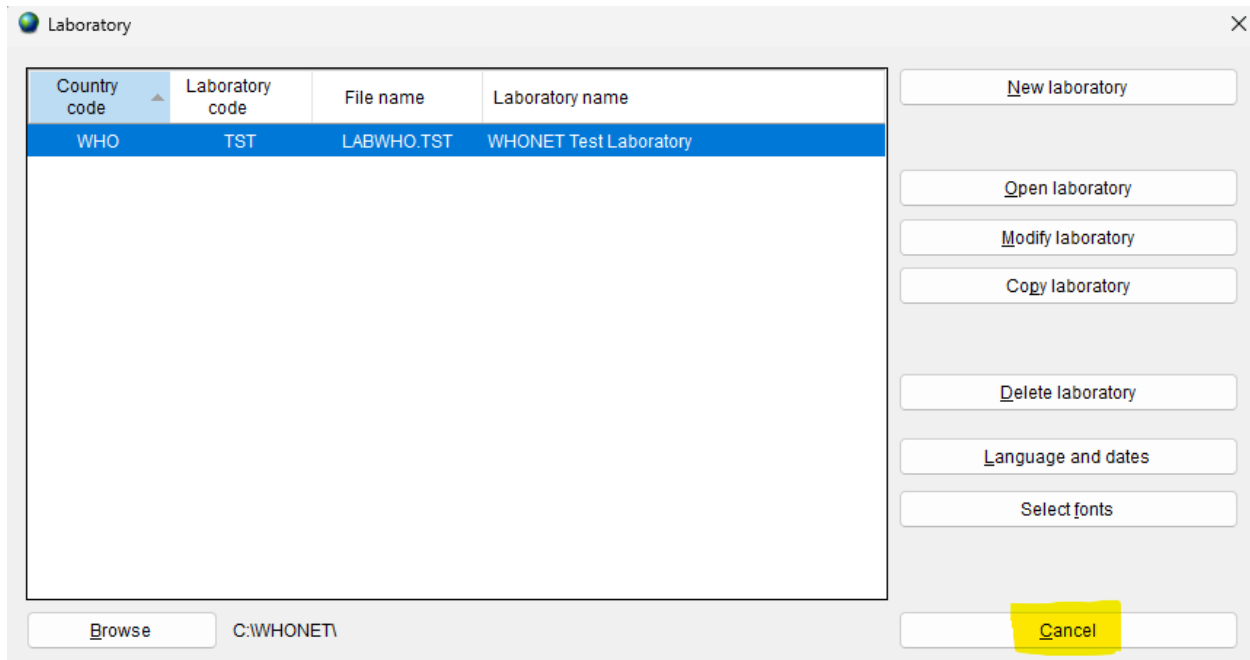 Laboratory
Country code
Laboratory code
File name
Laboratory name
WHO TST LABWHO.TST WHONET Test Laboratory
New laboratory
Open laboratory
Modify laboratory
Copy laboratory
Delete laboratory
Language and dates
Select fonts
Browse C:\WHONET\
Cancel